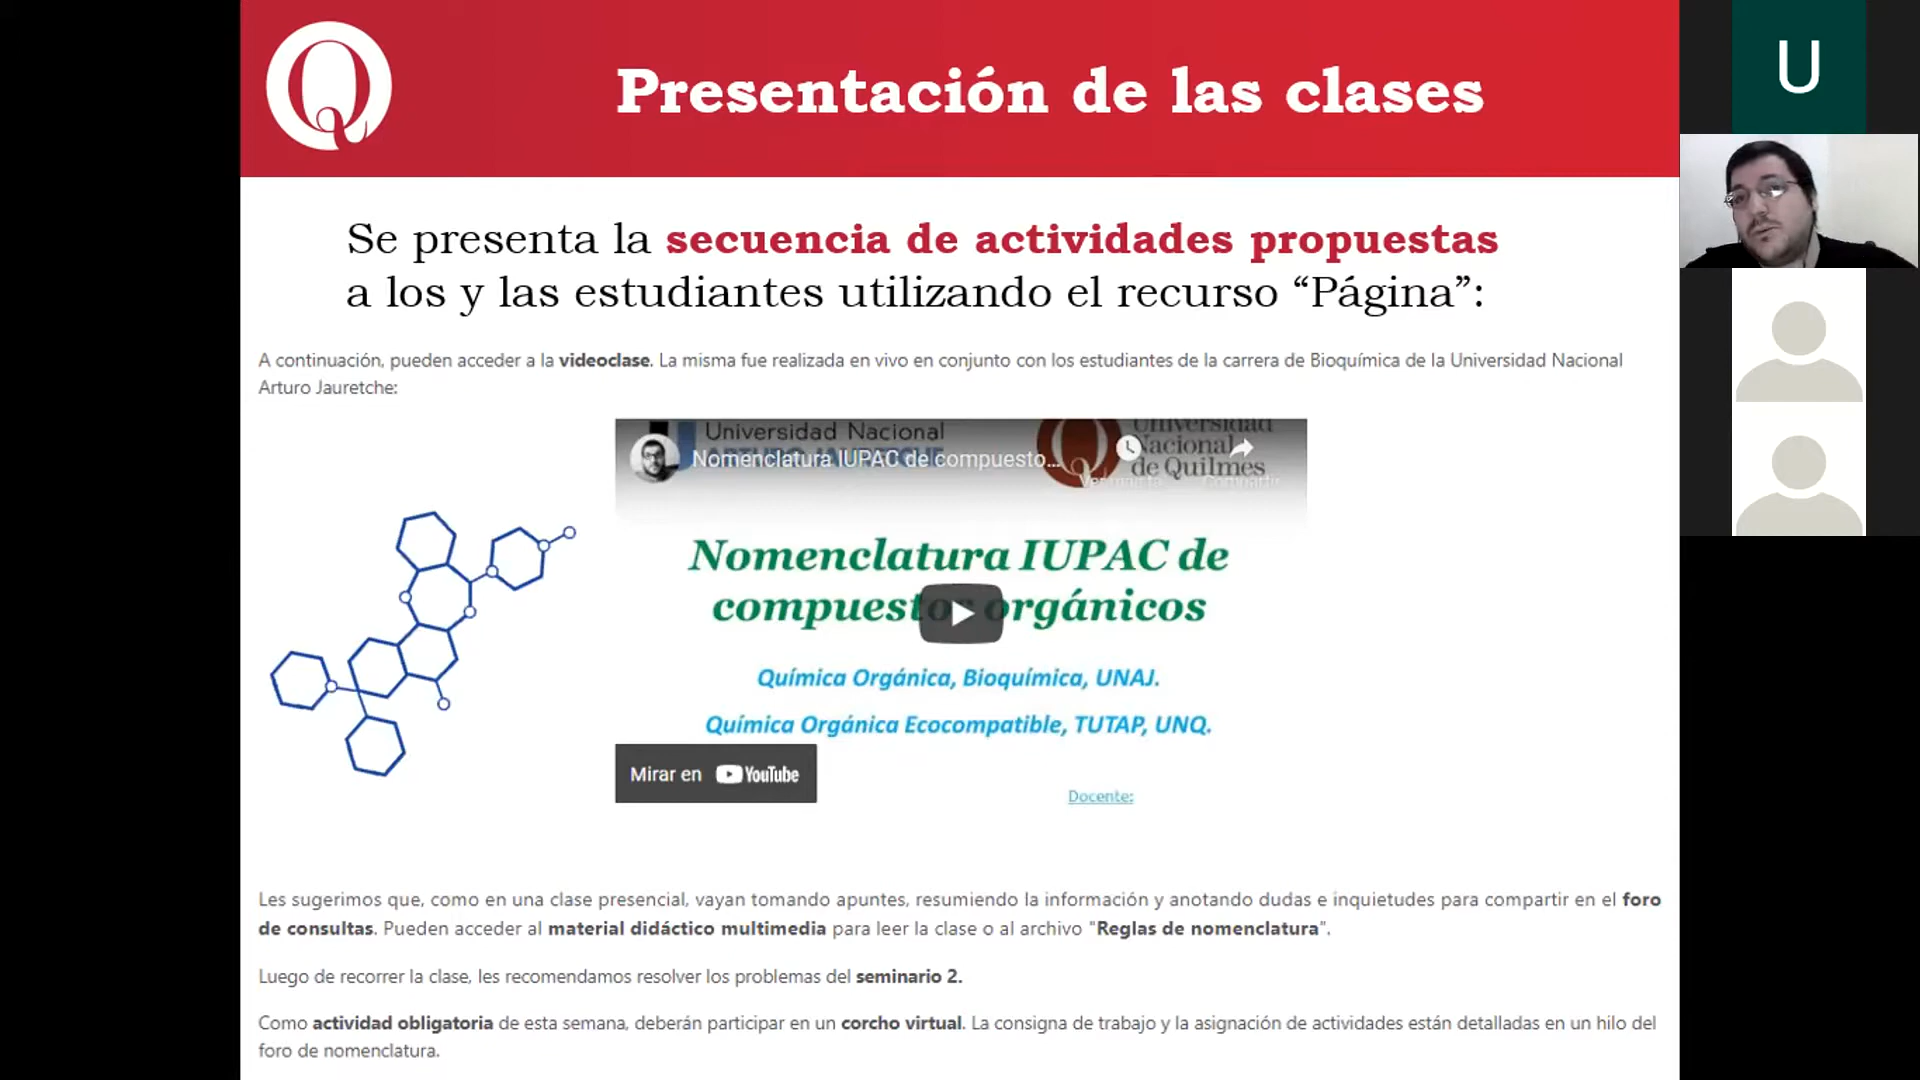 Q
Presentación de las clases
U
Se presenta la secuencia de actividades propuestas
a los y las estudiantes utilizando el recurso “Página”:
A continuación, pueden acceder a la videoclase. La misma fue realizada en vivo en conjunto con los estudiantes de la carrera de Bioquímica de la Universidad Nacional
Arturo Jauretche:
Universidad Nacional
ARTURO JAURETCHE
Universidad
Nacional
de Quilmes
Nomenclatura IUPAC de compuesto...
Compartir
Nomenclatura IUPAC de
compuestos orgánicos
Química Orgánica, Bioquímica, UNAJ.
Química Orgánica Ecocompatible, TUTAP, UNQ.
Mirar en YouTube
Docente:
Les sugerimos que, como en una clase presencial, vayan tomando apuntes, resumiendo la información y anotando dudas e inquietudes para compartir en el foro
de consultas. Pueden acceder al material didáctico multimedia para leer la clase o al archivo "Reglas de nomenclatura".
Luego de recorrer la clase, les recomendamos resolver los problemas del seminario 2.
Como actividad obligatoria de esta semana, deberán participar en un corcho virtual. La consigna de trabajo y la asignación de actividades están detalladas en un hilo del
foro de nomenclatura.